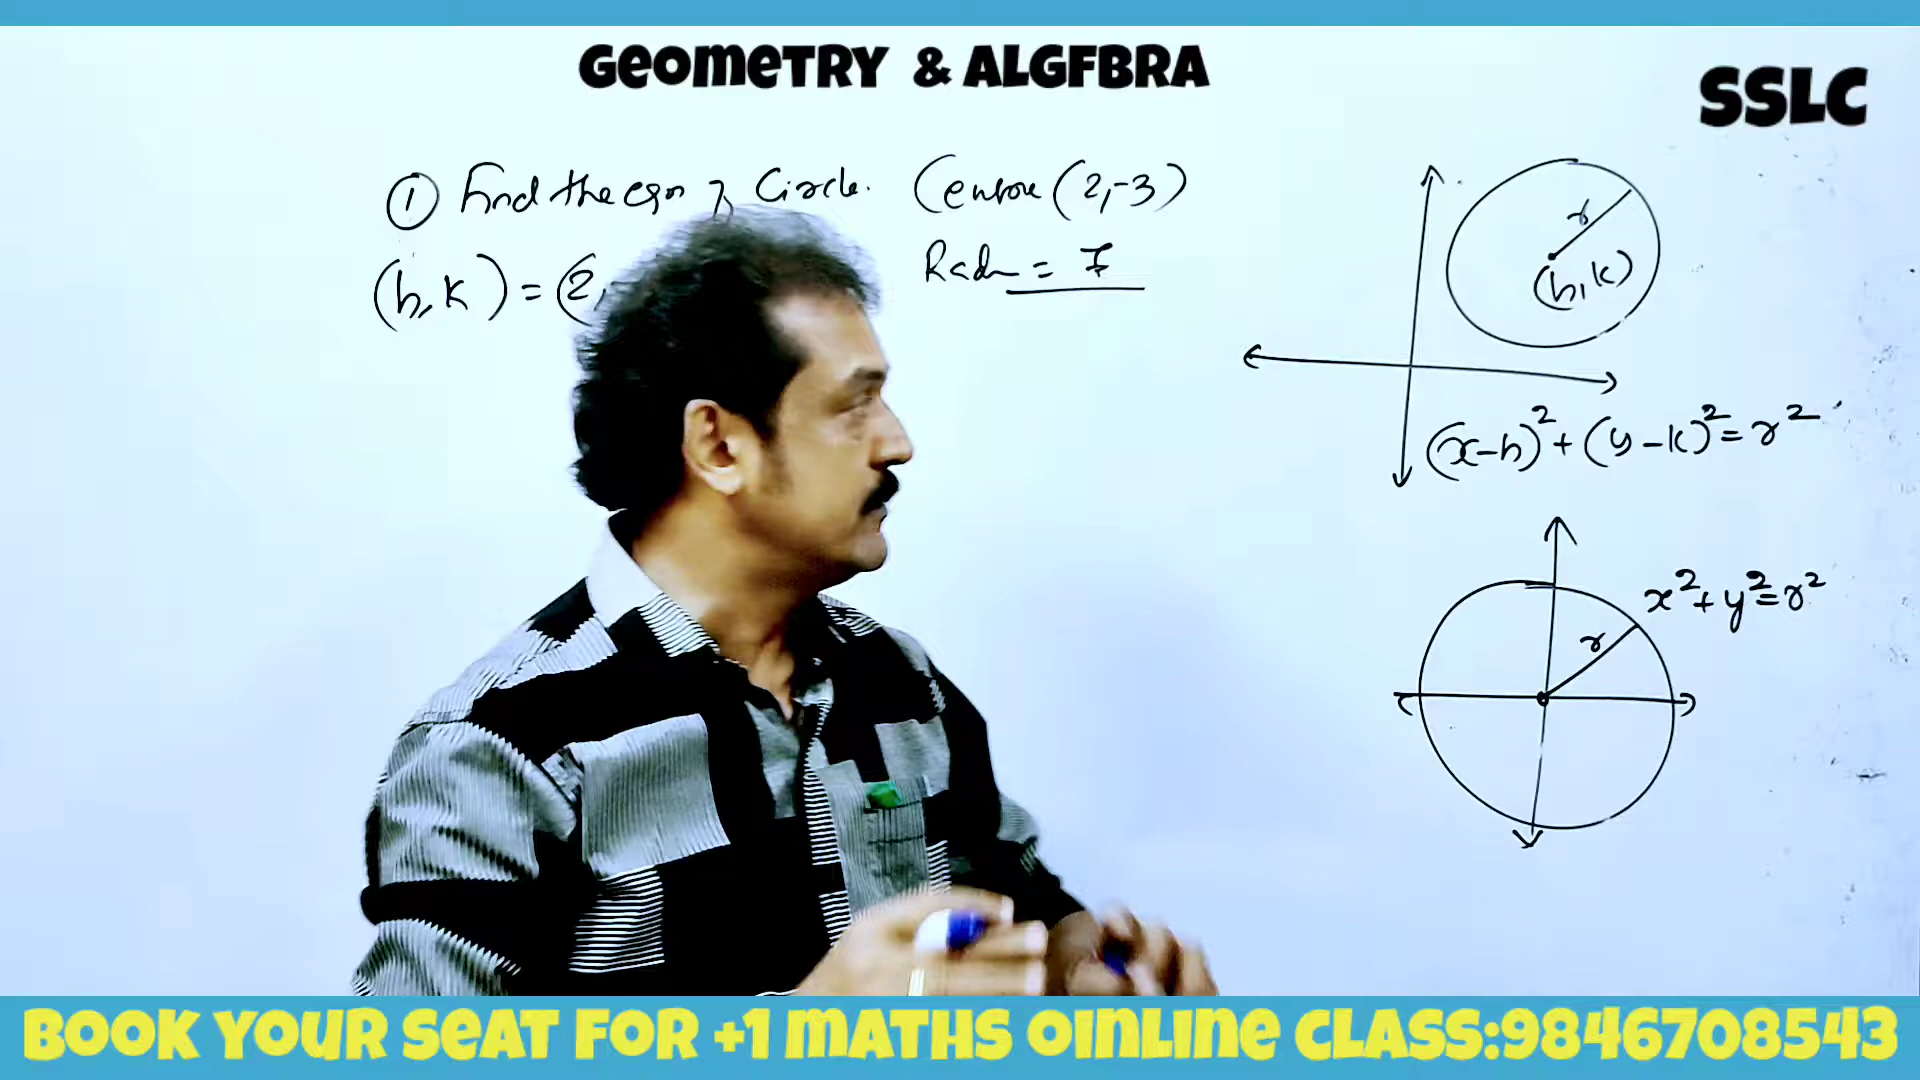 GEOMETRY & ALGFBRA
SSLC
① Find the eqn of Circle. Centre (2,-3)
Radu = 7
(h,k) = (2,
r
(h,k)
(x-h)²+(y-k)²=r²
x²+y²=r²
r
BOOK YOUR SEAT FOR +1 MATHS OINLINE CLASS:9846708543